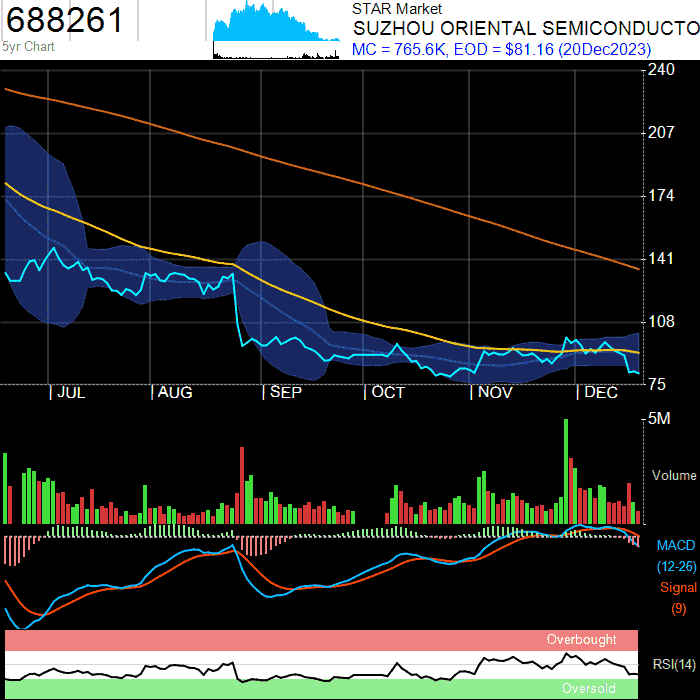 688261
5yr Chart
STAR Market
SUZHOU ORIENTAL SEMICONDUCTO
MC = 765.6K, EOD = $81.16 (20Dec2023)
240
207
174
141
108
75
JUL
AUG
SEP
OCT
NOV
DEC
5M
Volume
MACD
(12-26)
Signal
(9)
Overbought
RSI(14)
Oversold